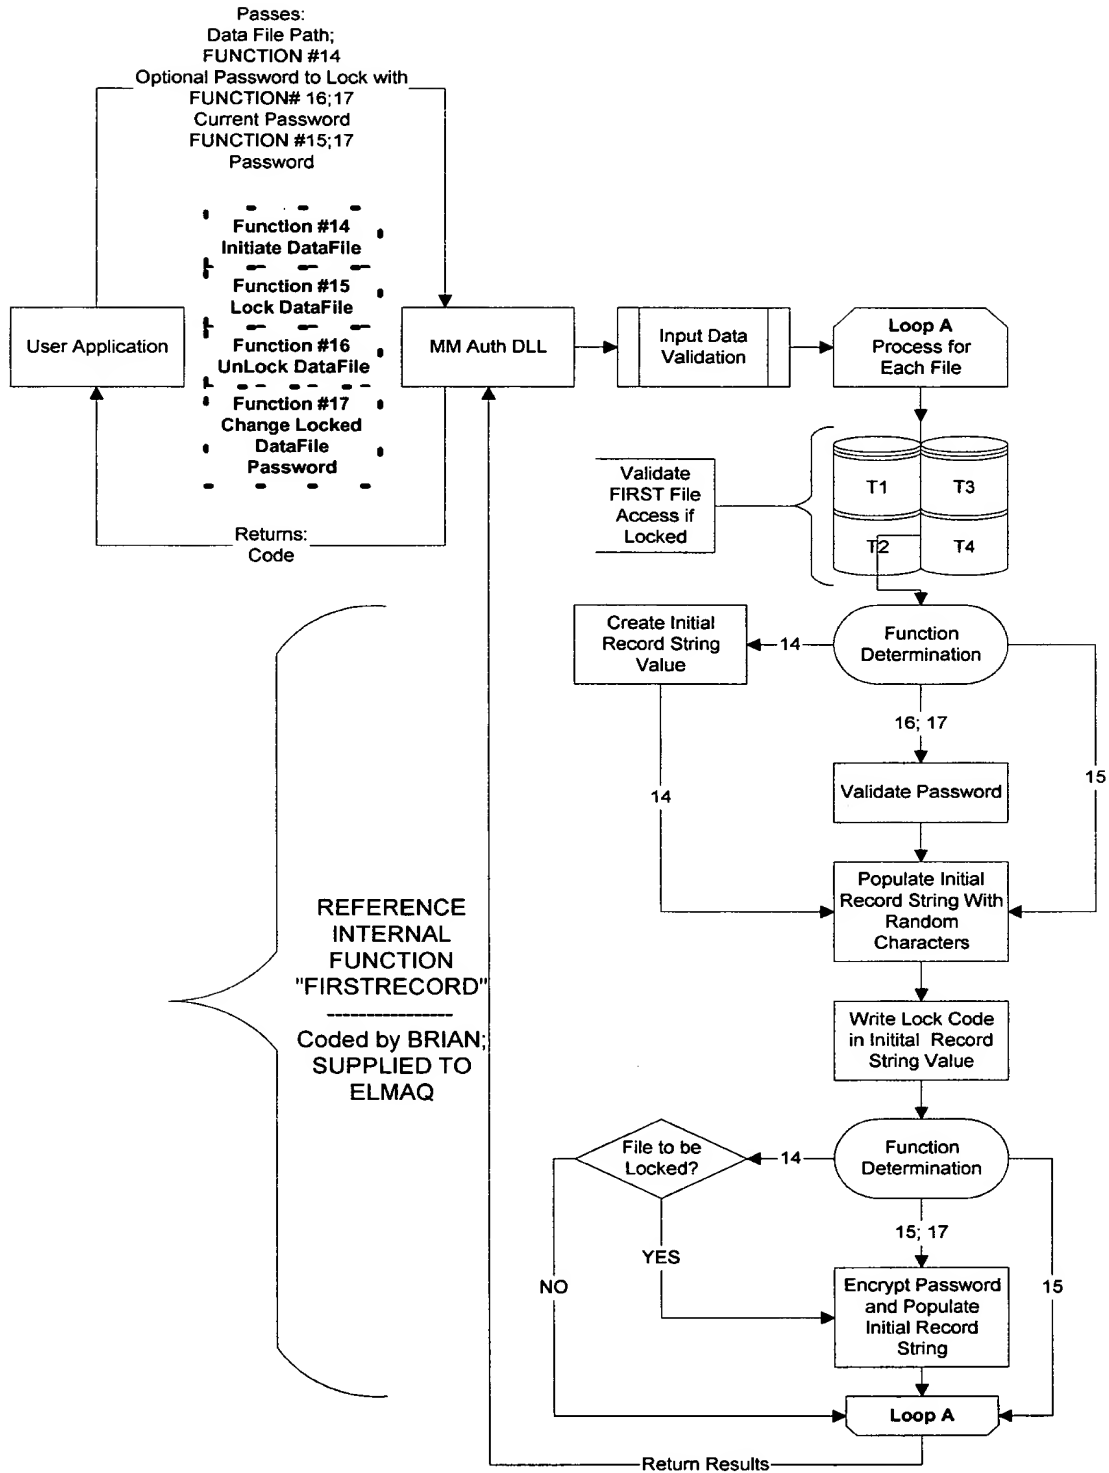 Passes:
Data File Path;
FUNCTION #14
Optional Password to Lock with
FUNCTION# 16;17
Current Password
FUNCTION #15;17
Password
Function #14
Initiate DataFile
Function #15
Lock DataFile
Function #16
UnLock DataFile
Function #17
Change Locked
DataFile
Password
User Application
MM Auth DLL
Input Data
Validation
Loop A
Process for
Each File
Returns:
Code
Validate
FIRST File
Access if
Locked
T1
T3
T2
T4
Create Initial
Record String
Value
14
Function
Determination
16; 17
15
14
Validate Password
Populate Initial
Record String With
Random
Characters
REFERENCE
INTERNAL
FUNCTION
"FIRSTRECORD"
----------------
Coded by BRIAN;
SUPPLIED TO
ELMAQ
Write Lock Code
in Initital Record
String Value
File to be
Locked?
14
Function
Determination
15; 17
YES
NO
15
Encrypt Password
and Populate
Initial Record
String
Loop A
Return Results